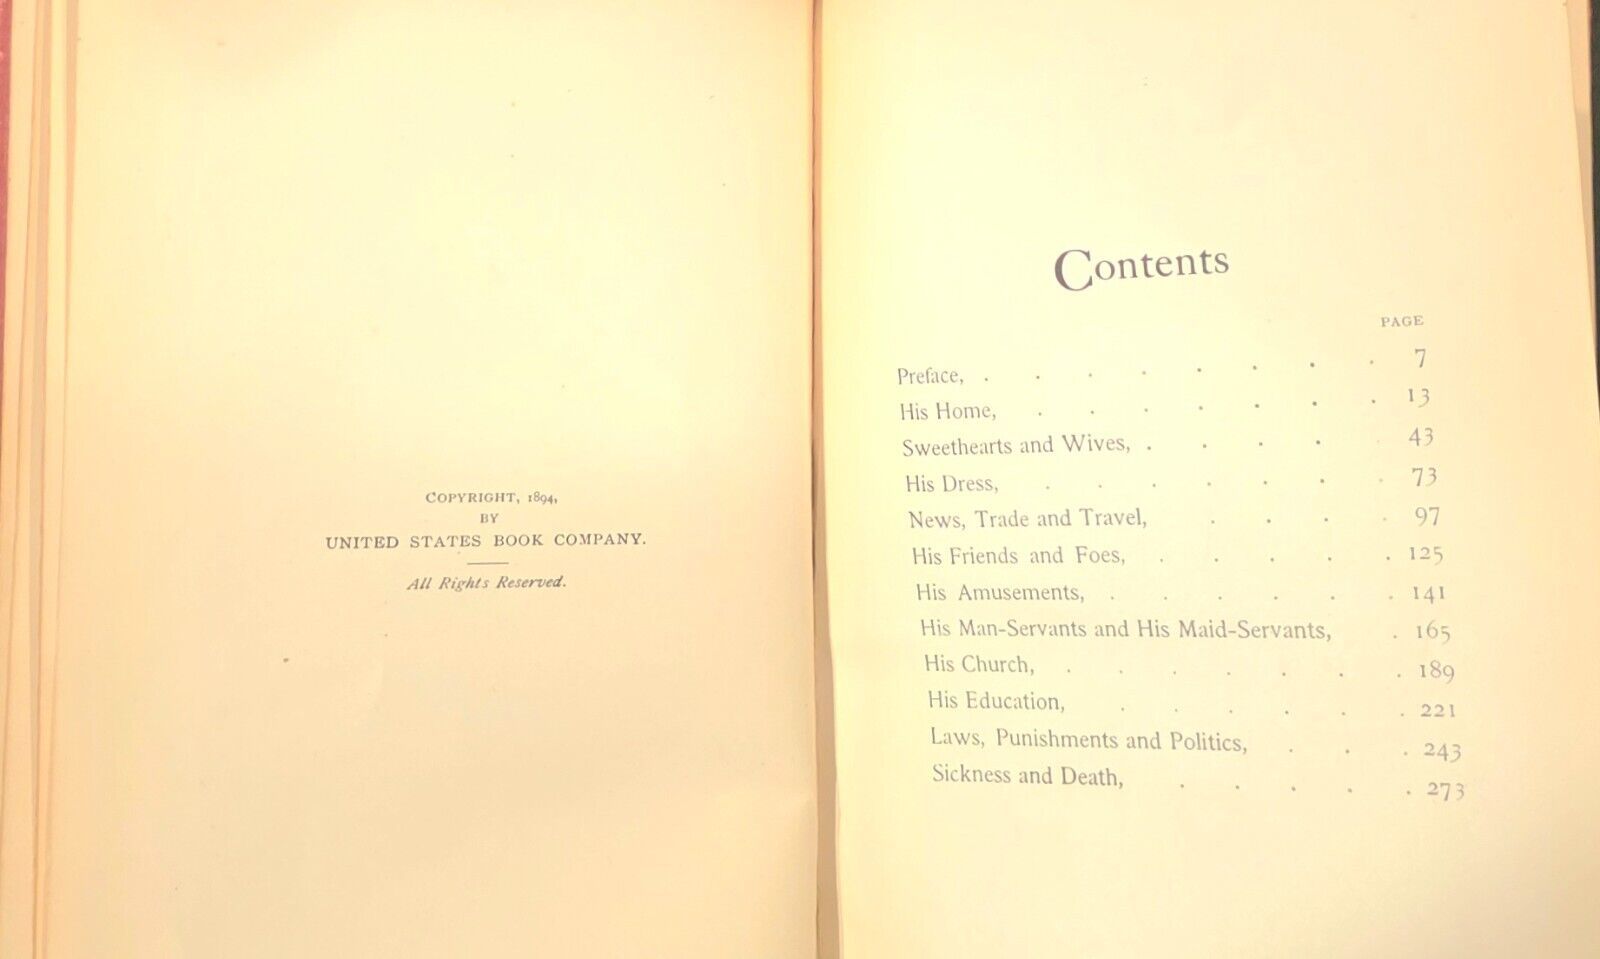 COPYRIGHT, 1894,
BY
UNITED STATES BOOK COMPANY.
All Rights Reserved.
Contents
PAGE
Preface, . . . . . . . . 7
His Home, . . . . . . . 13
Sweethearts and Wives, . . . . . 43
His Dress, . . . . . . . 73
News, Trade and Travel, . . . . 97
His Friends and Foes, . . . . . 125
His Amusements, . . . . . . 141
His Man-Servants and His Maid-Servants, . 165
His Church, . . . . . . . 189
His Education, . . . . . . 221
Laws, Punishments and Politics, . . . 243
Sickness and Death, . . . . . 273